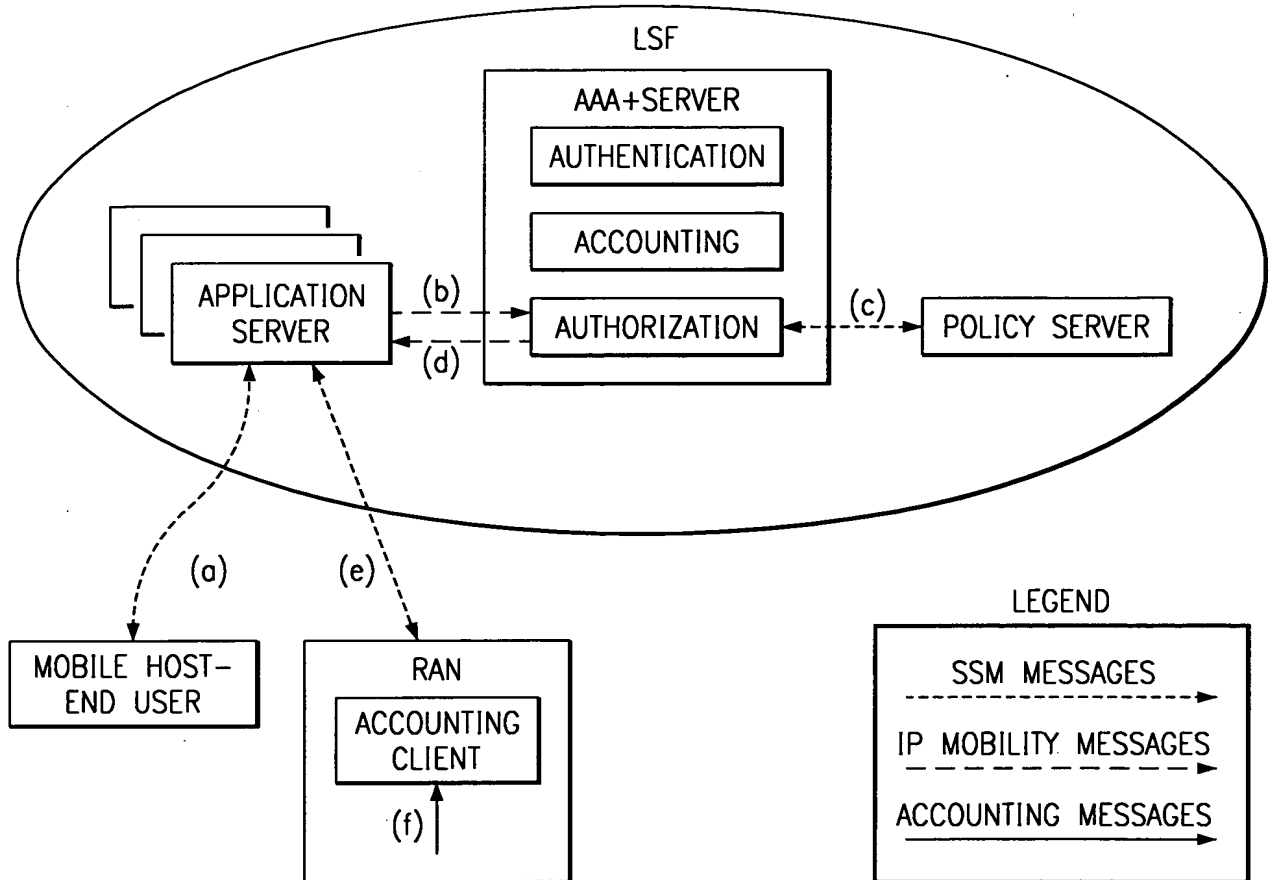 LSF
AAA+SERVER
AUTHENTICATION
ACCOUNTING
AUTHORIZATION
APPLICATION
SERVER
(b)
(d)
(c)
POLICY SERVER
(a)
(e)
MOBILE HOST-
END USER
RAN
ACCOUNTING
CLIENT
(f)
LEGEND
SSM MESSAGES
IP MOBILITY MESSAGES
ACCOUNTING MESSAGES